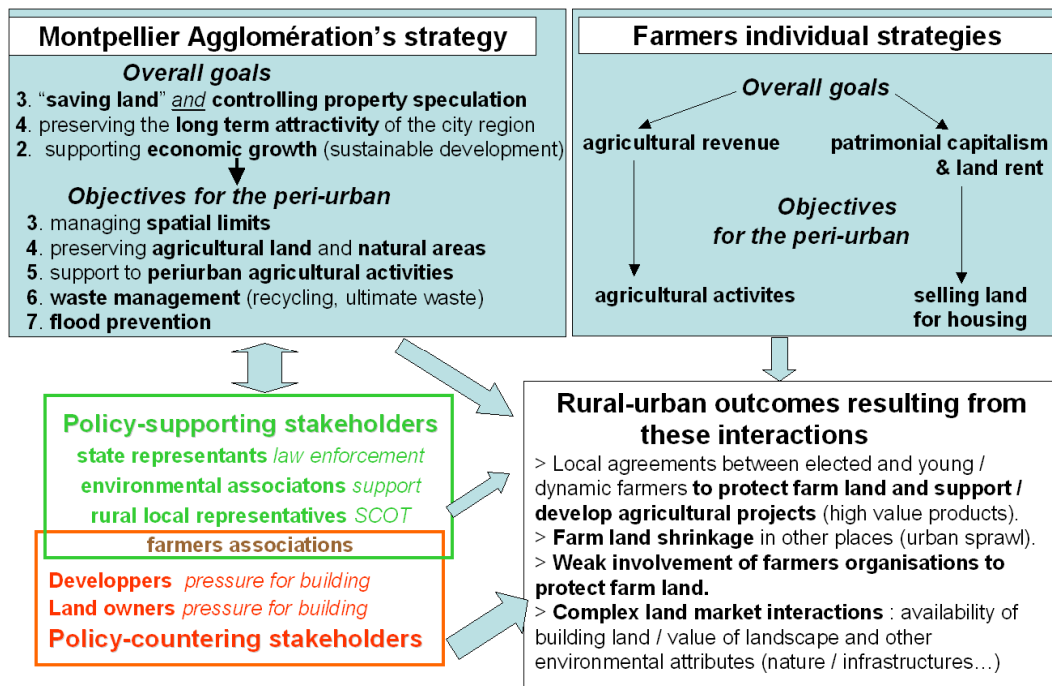 Montpellier Agglomération's strategy
Overall goals
3. "saving land" and controlling property speculation
4. preserving the long term attractivity of the city region
2. supporting economic growth (sustainable development)
Objectives for the peri-urban
3. managing spatial limits
4. preserving agricultural land and natural areas
5. support to periurban agricultural activities
6. waste management (recycling, ultimate waste)
7. flood prevention
Farmers individual strategies
Overall goals
agricultural revenue
patrimonial capitalism
& land rent
Objectives
for the peri-urban
agricultural activites
selling land
for housing
Policy-supporting stakeholders
state representants law enforcement
environmental associatons support
rural local representatives SCOT
farmers associations
Developpers pressure for building
Land owners pressure for building
Policy-countering stakeholders
Rural-urban outcomes resulting from
these interactions
> Local agreements between elected and young /
dynamic farmers to protect farm land and support /
develop agricultural projects (high value products).
> Farm land shrinkage in other places (urban sprawl).
> Weak involvement of farmers organisations to
protect farm land.
> Complex land market interactions : availability of
building land / value of landscape and other
environmental attributes (nature / infrastructures…)